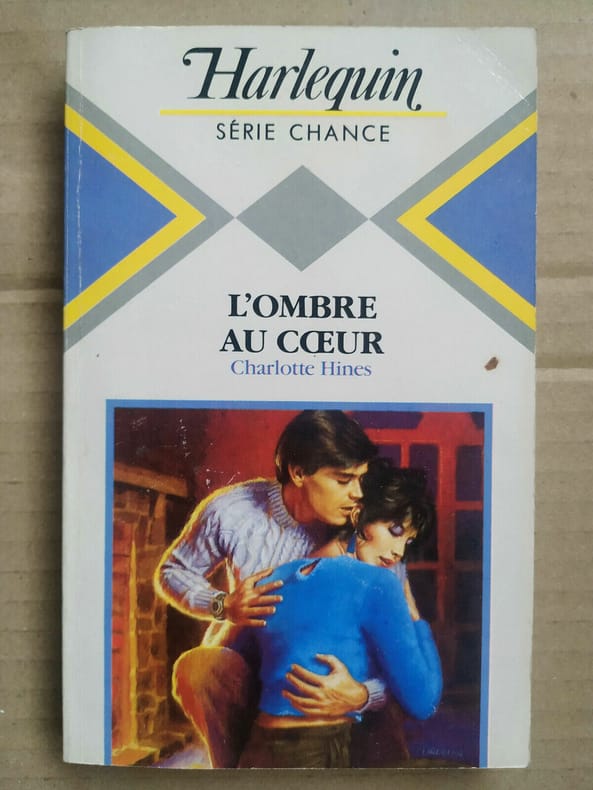 Harlequin
SÉRIE CHANCE
L'OMBRE
AU CŒUR
Charlotte Hines